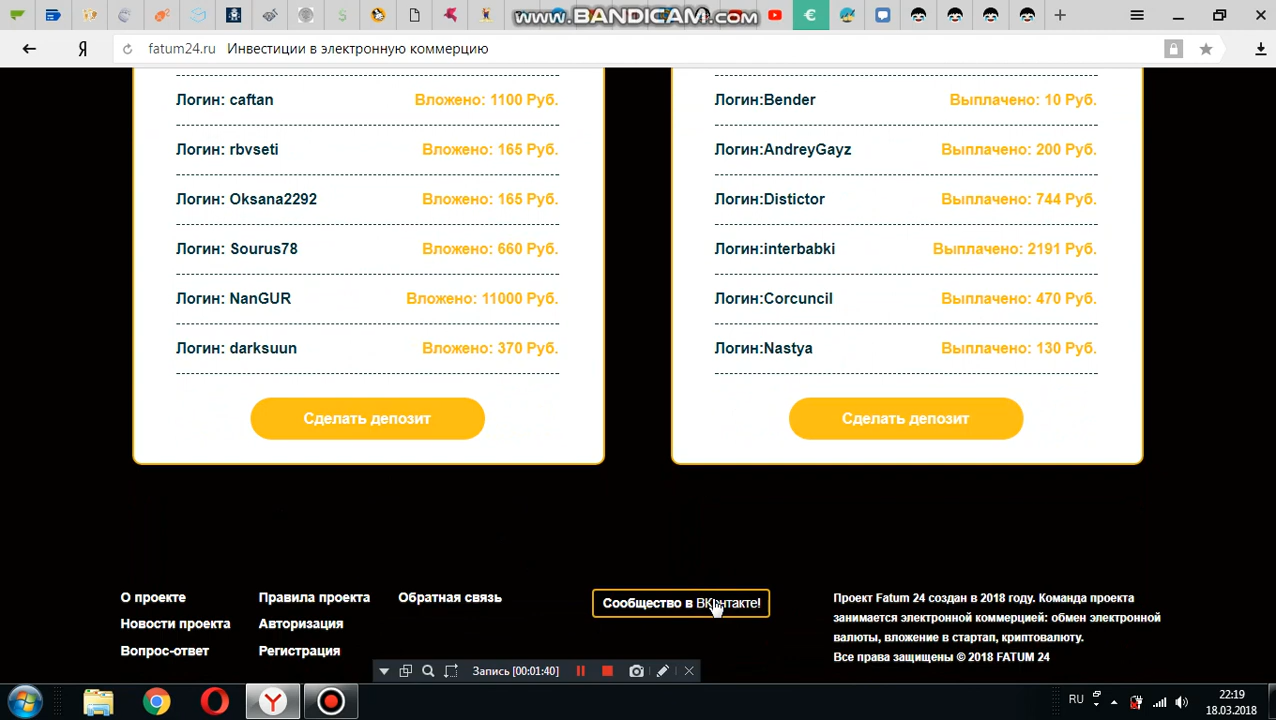 www.BANDICAM.com
fatum24.ru Инвестиции в электронную коммерцию
Логин: caftan Вложено: 1100 Руб.
Логин: rbvseti Вложено: 165 Руб.
Логин: Oksana2292 Вложено: 165 Руб.
Логин: Sourus78 Вложено: 660 Руб.
Логин: NanGUR Вложено: 11000 Руб.
Логин: darksuun Вложено: 370 Руб.
Сделать депозит
Логин:Bender Выплачено: 10 Руб.
Логин:AndreyGayz Выплачено: 200 Руб.
Логин:Distictor Выплачено: 744 Руб.
Логин:interbabki Выплачено: 2191 Руб.
Логин:Corcuncil Выплачено: 470 Руб.
Логин:Nastya Выплачено: 130 Руб.
Сделать депозит
О проекте
Новости проекта
Вопрос-ответ
Правила проекта
Авторизация
Регистрация
Обратная связь
Сообщество в ВКонтакте!
Проект Fatum 24 создан в 2018 году. Команда проекта
занимается электронной коммерцией: обмен электронной
валюты, вложение в стартап, криптовалюту.
Все права защищены © 2018 FATUM 24
Запись [00:01:40]
RU
22:19
18.03.2018